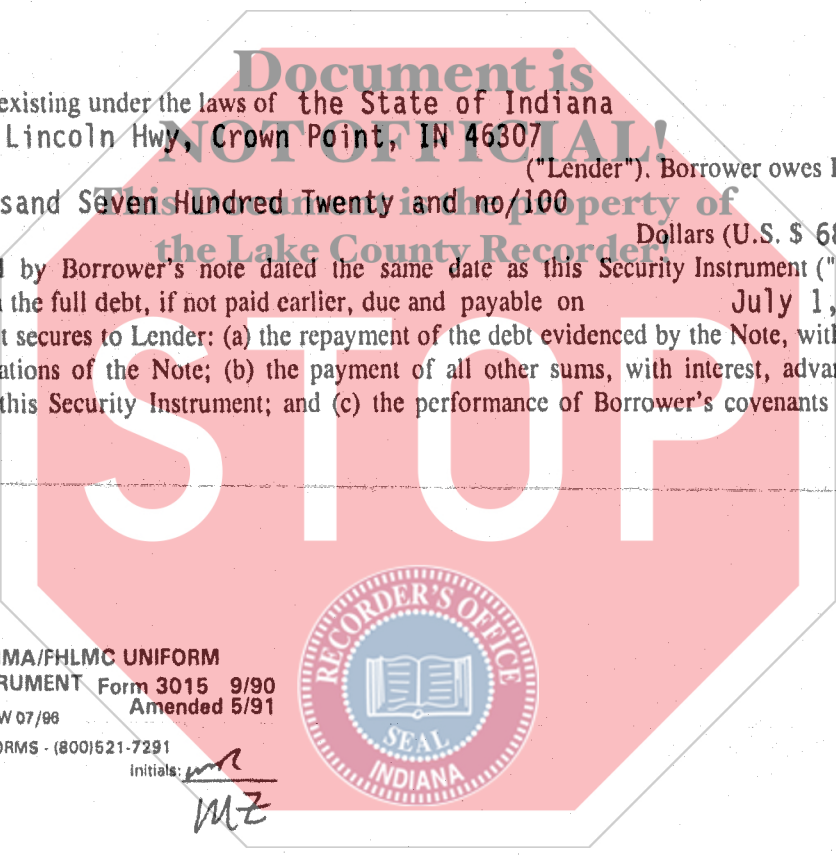 Document is
existing under the laws of the State of Indiana
Lincoln Hwy, Crown Point, IN 46307
NOT OFFICIAL!
("Lender"). Borrower owes
sand Seven Hundred Twenty and no/100
This Document is the property of
Dollars (U.S. $ 68
the Lake County Recorder!
by Borrower's note dated the same date as this Security Instrument ("
the full debt, if not paid earlier, due and payable on July 1,
t secures to Lender: (a) the repayment of the debt evidenced by the Note, with
ations of the Note; (b) the payment of all other sums, with interest, advan
this Security Instrument; and (c) the performance of Borrower's covenants
STOP
RECORDER'S OFFICE
SEAL
INDIANA
MA/FHLMC UNIFORM
RUMENT Form 3015 9/90
Amended 5/91
W 07/96
ORMS - (800)521-7291
Initials:
MZ